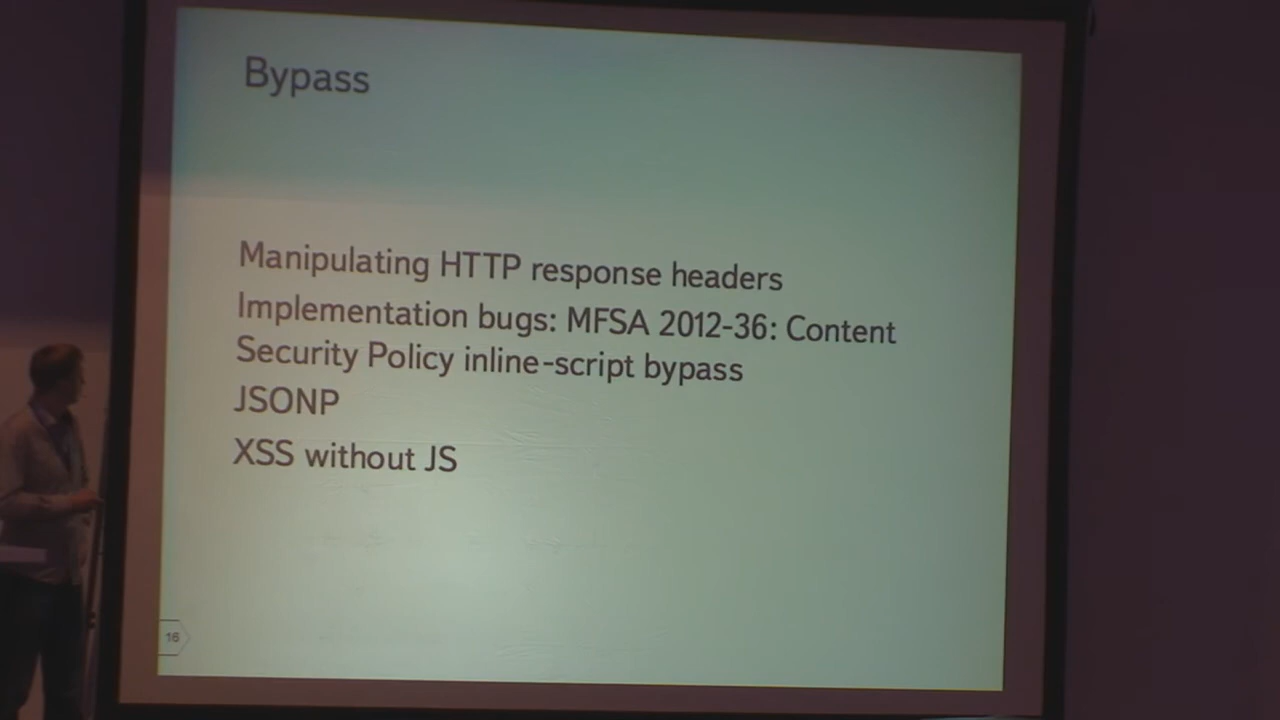 Bypass
Manipulating HTTP response headers
Implementation bugs: MFSA 2012-36: Content
Security Policy inline-script bypass
JSONP
XSS without JS
16